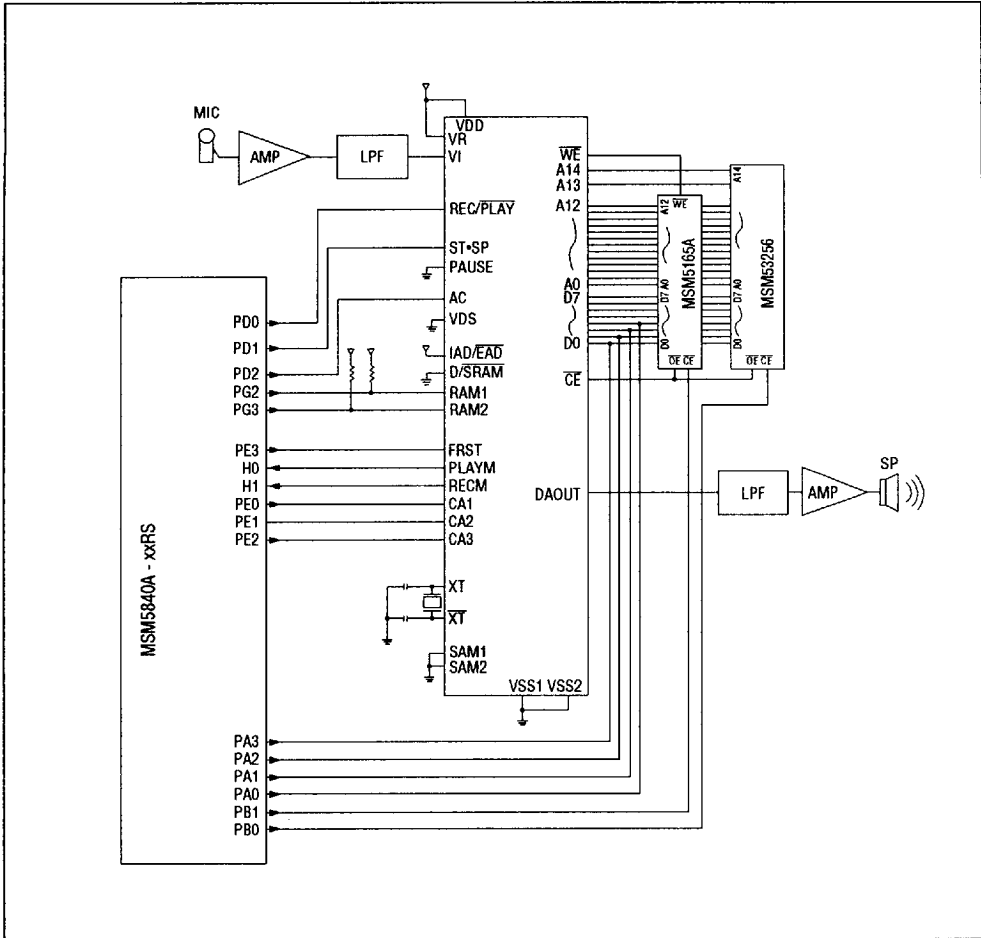 MIC
AMP
LPF
VDD
VR
VI
REC/PLAY
ST•SP
PAUSE
AC
VDS
IAD/EAD
D/SRAM
RAM1
RAM2
FRST
PLAYM
RECM
CA1
CA2
CA3
XT
XT
SAM1
SAM2
VSS1 VSS2
WE
A14
A13
A12
A0
D7
D0
CE
DAOUT
A12
WE
MSM5165A
D7 A0
D0
OE CE
A14
MSM53256
OE CE
LPF
AMP
SP
MSM5840A - xxRS
PD0
PD1
PD2
PG2
PG3
PE3
H0
H1
PE0
PE1
PE2
PA3
PA2
PA1
PA0
PB1
PB0